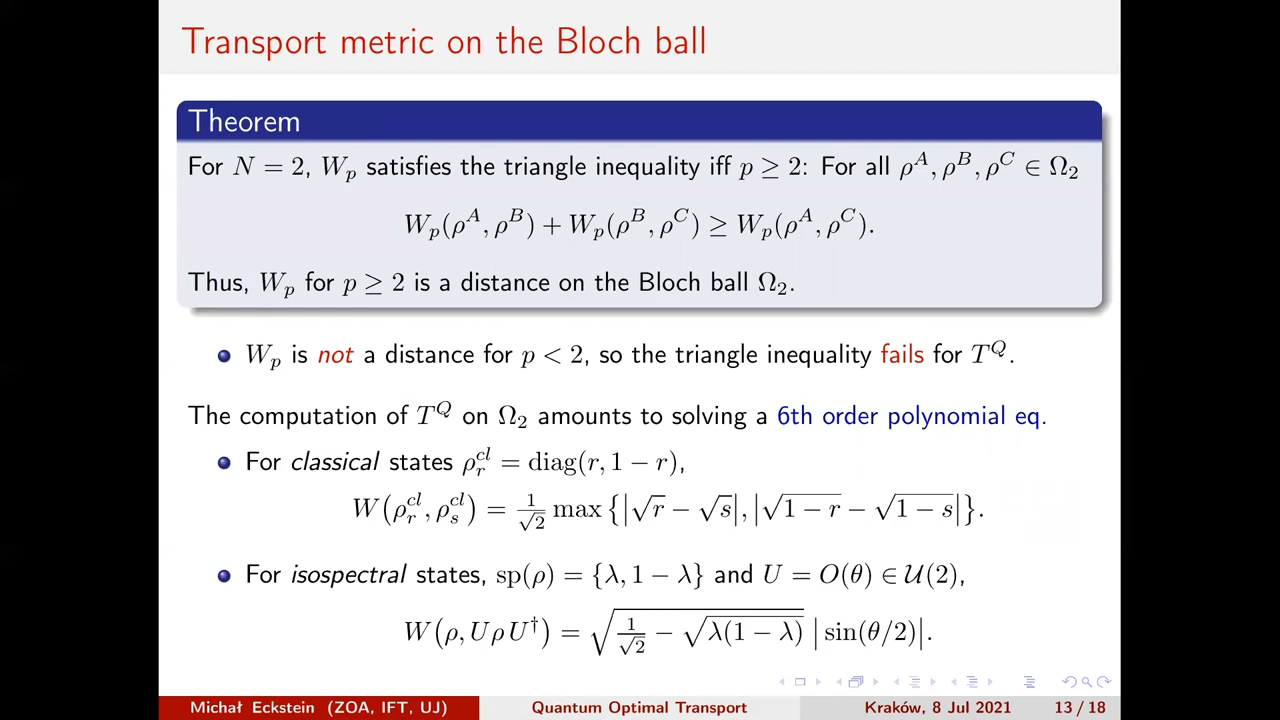 Transport metric on the Bloch ball
Theorem
For N = 2, W_p satisfies the triangle inequality iff p ≥ 2: For all ρ^A, ρ^B, ρ^C ∈ Ω_2
W_p(ρ^A, ρ^B) + W_p(ρ^B, ρ^C) ≥ W_p(ρ^A, ρ^C).
Thus, W_p for p ≥ 2 is a distance on the Bloch ball Ω_2.
W_p is not a distance for p < 2, so the triangle inequality fails for T^Q.
The computation of T^Q on Ω_2 amounts to solving a 6th order polynomial eq.
For classical states ρ_r^{cl} = diag(r, 1 − r),
W(ρ_r^{cl}, ρ_s^{cl}) = 1/√2 max{|√r − √s|, |√(1 − r) − √(1 − s)|}.
For isospectral states, sp(ρ) = {λ, 1 − λ} and U = O(θ) ∈ 𝒰(2),
W(ρ, UρU^†) = √(1/√2 − √(λ(1 − λ))) |sin(θ/2)|.
Michał Eckstein (ZOA, IFT, UJ) Quantum Optimal Transport Kraków, 8 Jul 2021 13 / 18